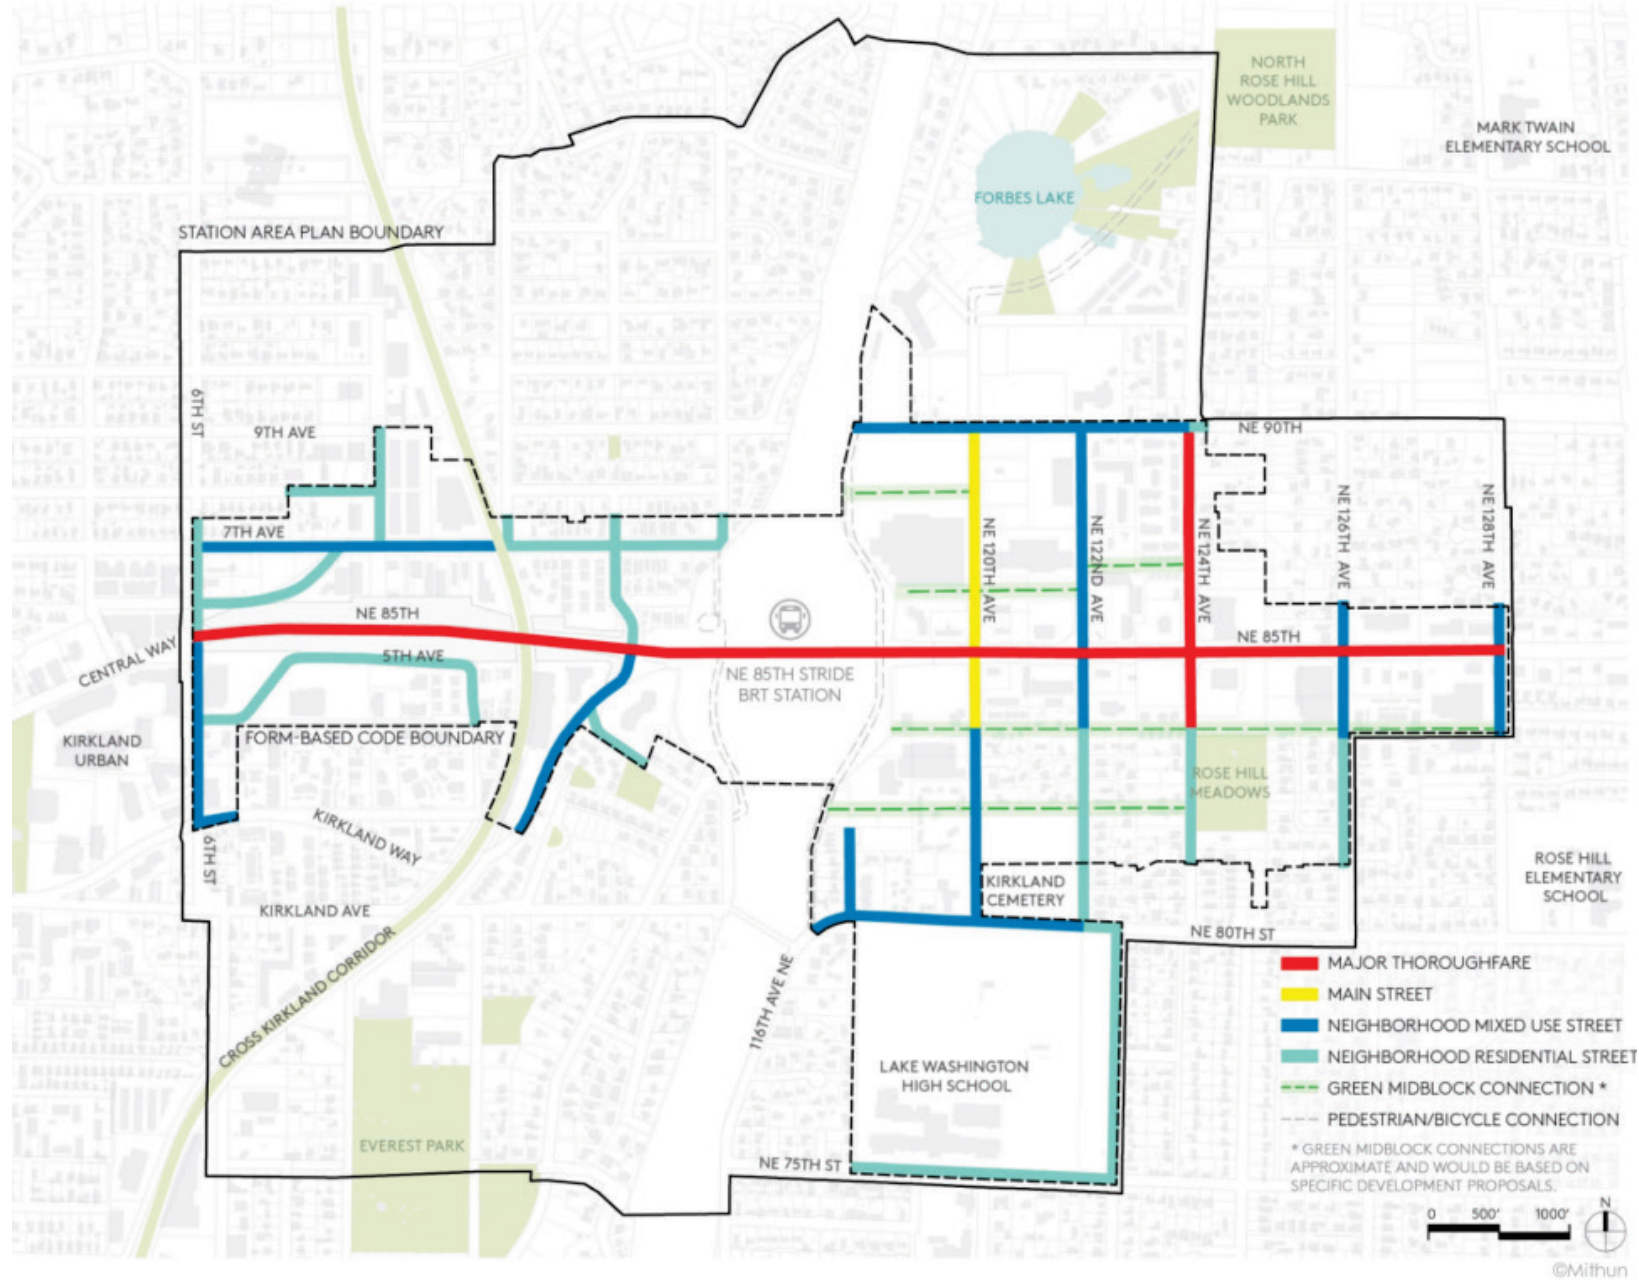 NORTH
ROSE HILL
WOODLANDS
PARK
MARK TWAIN
ELEMENTARY SCHOOL
FORBES LAKE
STATION AREA PLAN BOUNDARY
6TH ST
9TH AVE
NE 90TH
7TH AVE
NE 120TH AVE
NE 122ND AVE
NE 124TH AVE
NE 126TH AVE
NE 128TH AVE
NE 85TH
NE 85TH
CENTRAL WAY
5TH AVE
NE 85TH STRIDE
BRT STATION
KIRKLAND
URBAN
FORM-BASED CODE BOUNDARY
ROSE HILL
MEADOWS
KIRKLAND WAY
6TH ST
KIRKLAND
CEMETERY
ROSE HILL
ELEMENTARY
SCHOOL
KIRKLAND AVE
NE 80TH ST
CROSS KIRKLAND CORRIDOR
116TH AVE NE
LAKE WASHINGTON
HIGH SCHOOL
EVEREST PARK
NE 75TH ST
MAJOR THOROUGHFARE
MAIN STREET
NEIGHBORHOOD MIXED USE STREET
NEIGHBORHOOD RESIDENTIAL STREET
GREEN MIDBLOCK CONNECTION *
PEDESTRIAN/BICYCLE CONNECTION
* GREEN MIDBLOCK CONNECTIONS ARE
APPROXIMATE AND WOULD BE BASED ON
SPECIFIC DEVELOPMENT PROPOSALS.
0 500' 1000'
N
©Mithun